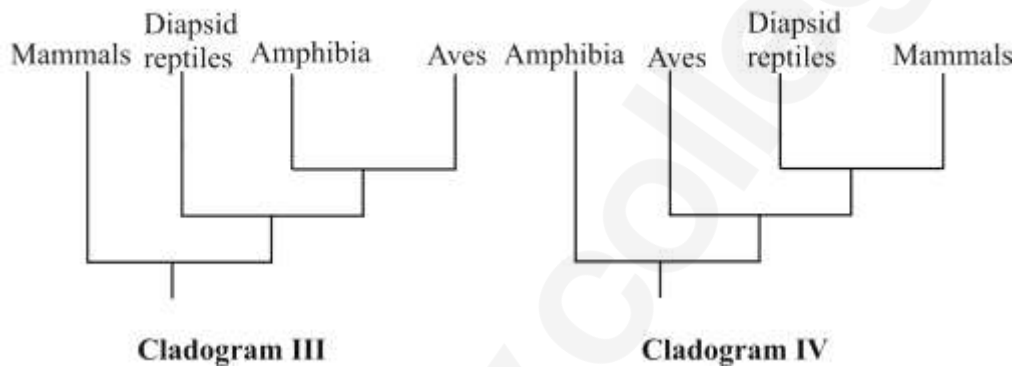 Mammals Diapsid reptiles Amphibia Aves
Amphibia Aves Diapsid reptiles Mammals
Cladogram III
Cladogram IV